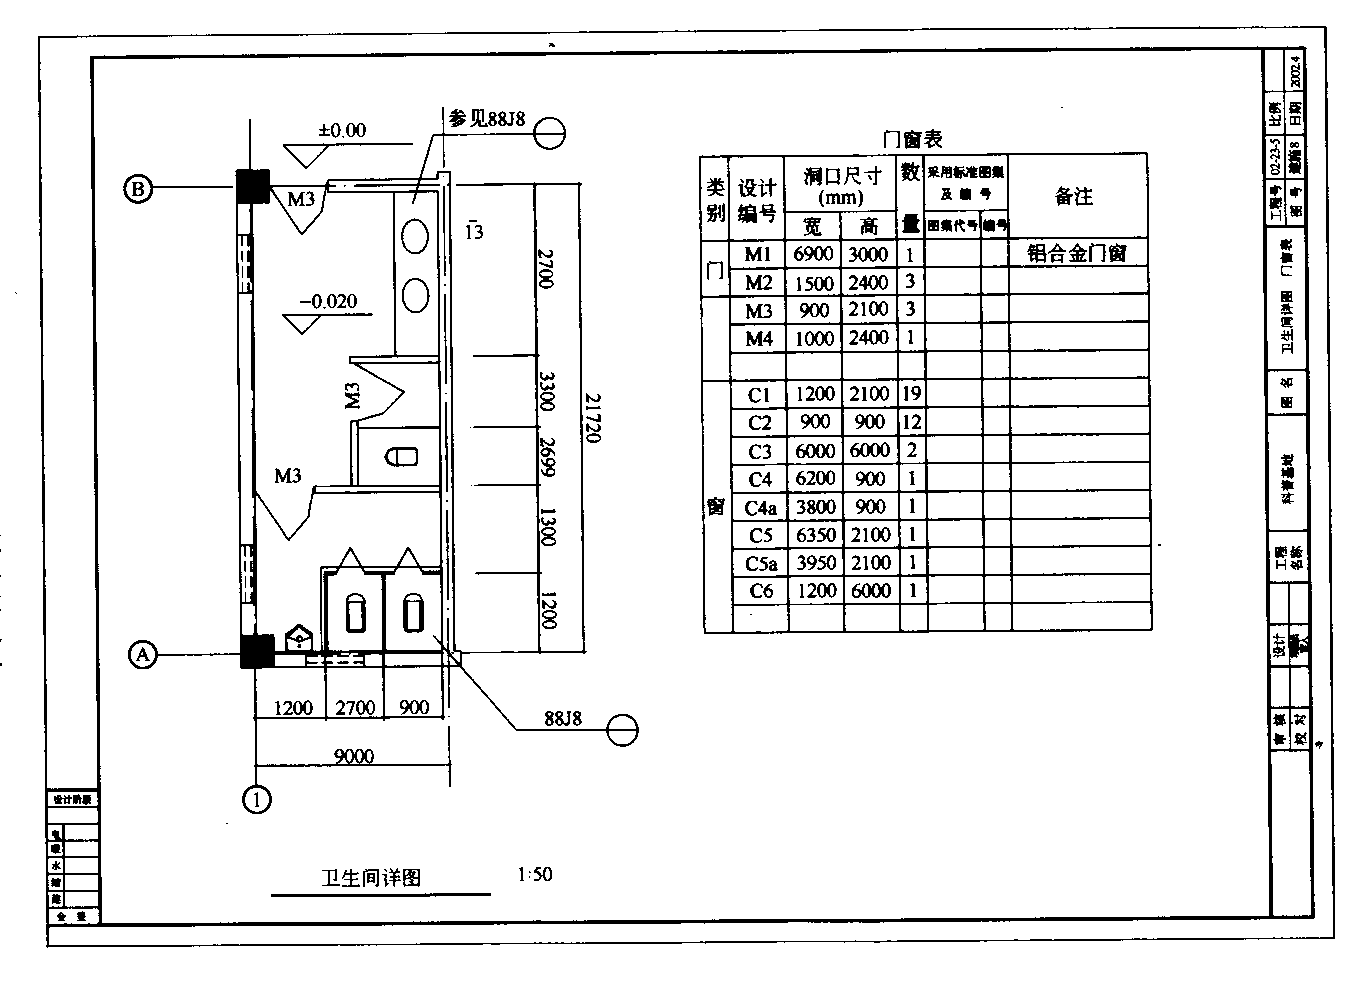 ±0.00
参见88J8
B
M3
13
2700
-0.020
3300
M3
21720
2699
M3
1300
1200
A
1200 2700 900
88J8
9000
1
卫生间详图 1:50
门窗表
类别 设计编号 洞口尺寸(mm) 数量 采用标准图集及编号 备注
宽 高 图集代号 编号
门 M1 6900 3000 1 铝合金门窗
M2 1500 2400 3
M3 900 2100 3
M4 1000 2400 1
窗
C1 1200 2100 19
C2 900 900 12
C3 6000 6000 2
C4 6200 900 1
C4a 3800 900 1
C5 6350 2100 1
C5a 3950 2100 1
C6 1200 6000 1
比例
日期 2002.4
工程号 02-23-5
图号 建施8
卫生间详图 门窗表
图名
科普基地
工程名称
设计
审核
校对
设计阶段
电
暖
水
结
建
会签